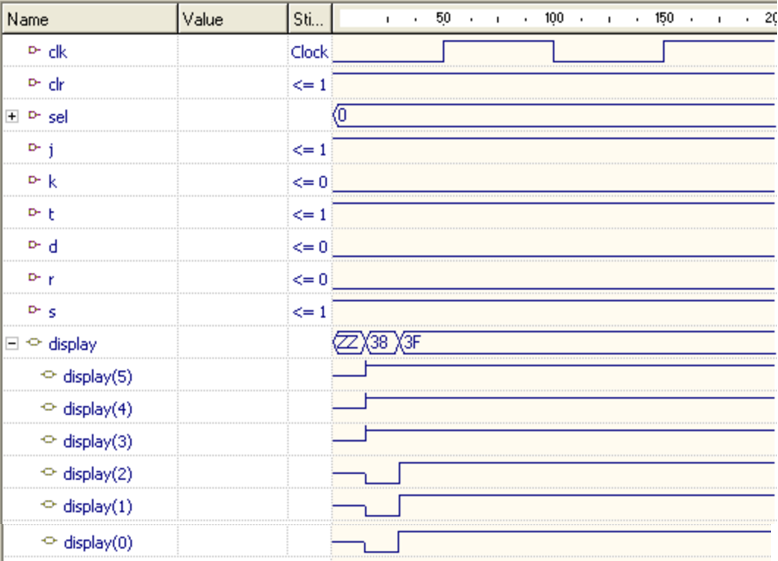 Name Value Sti... 50 100 150 20
clk Clock
clr <= 1
sel 0
j <= 1
k <= 0
t <= 1
d <= 0
r <= 0
s <= 1
display ZZ 38 3F
display(5)
display(4)
display(3)
display(2)
display(1)
display(0)